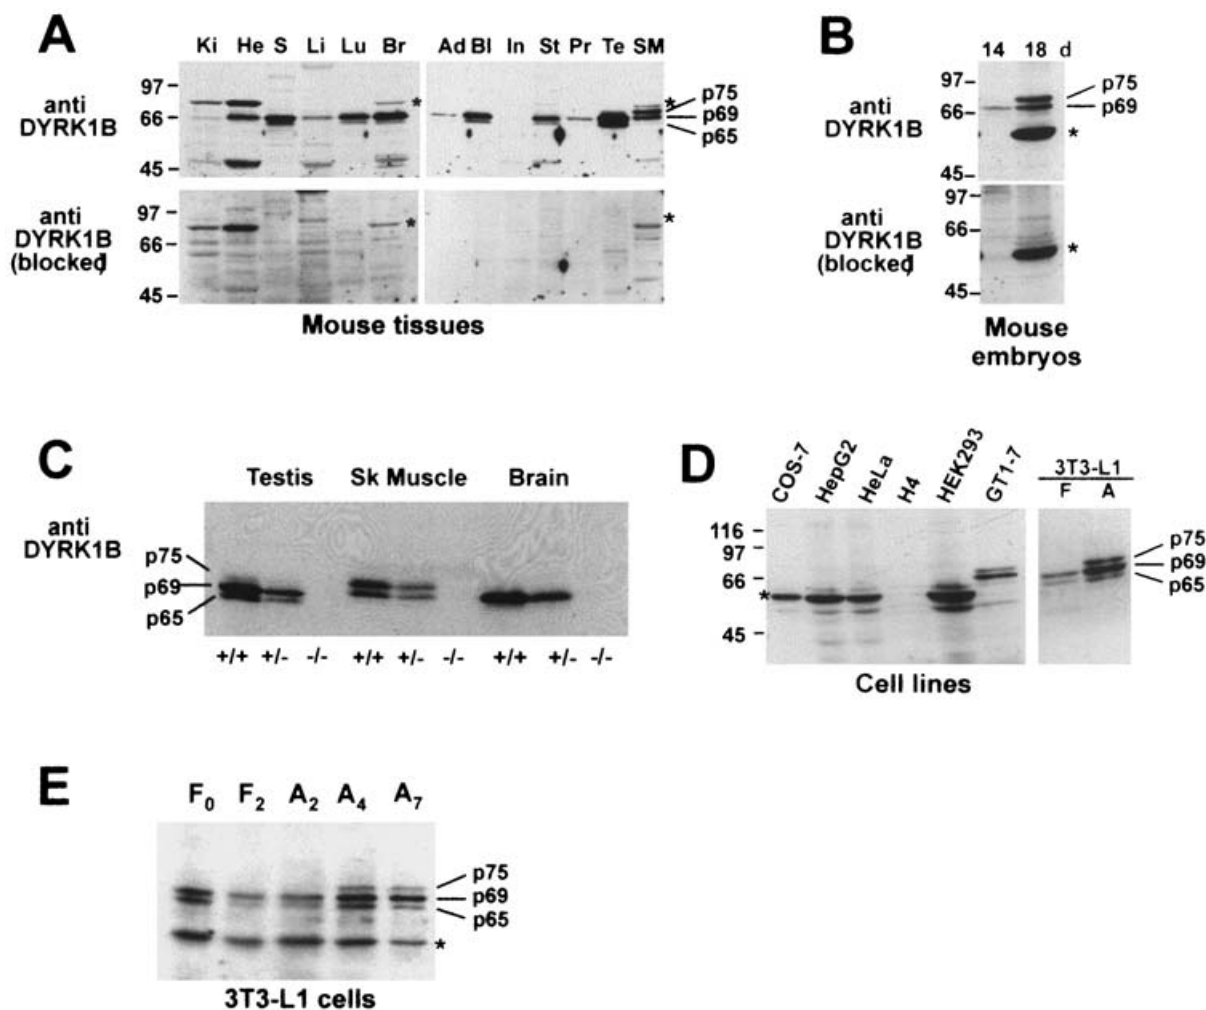 A
Ki He S Li Lu Br Ad Bl In St Pr Te SM
anti
DYRK1B
97
66
45
*
*
p75
p69
p65
anti
DYRK1B
(blocked)
97
66
45
*
*
Mouse tissues
B
14 18 d
anti
DYRK1B
97
66
45
p75
p69
*
anti
DYRK1B
(blocked)
97
66
45
*
Mouse
embryos
C
Testis Sk Muscle Brain
anti
DYRK1B
p75
p69
p65
+/+ +/- -/- +/+ +/- -/- +/+ +/- -/-
D
COS-7 HepG2 HeLa H4 HEK293 GT1-7
3T3-L1
F A
116
97
66
*
45
p75
p69
p65
Cell lines
E
F0 F2 A2 A4 A7
p75
p69
p65
*
3T3-L1 cells